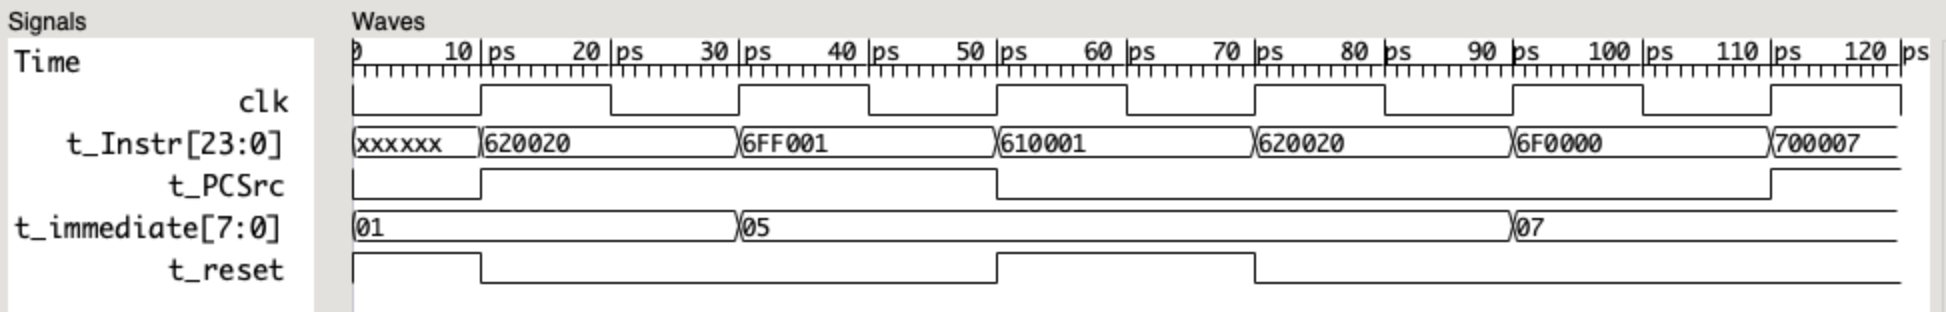 Signals Waves
Time 0 10 ps 20 ps 30 ps 40 ps 50 ps 60 ps 70 ps 80 ps 90 ps 100 ps 110 ps 120 ps
clk
t_Instr[23:0] xxxxxx 620020 6FF001 610001 620020 6F0000 700007
t_PCSrc
t_immediate[7:0] 01 05 07
t_reset